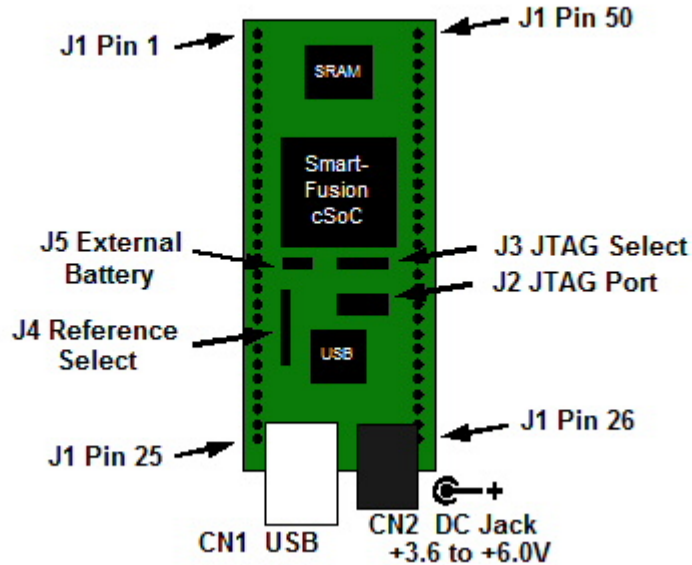 J1 Pin 1
J1 Pin 50
SRAM
Smart-
Fusion
cSoC
J5 External
Battery
J3 JTAG Select
J2 JTAG Port
J4 Reference
Select
USB
J1 Pin 25
J1 Pin 26
CN1 USB
CN2 DC Jack
+3.6 to +6.0V
+